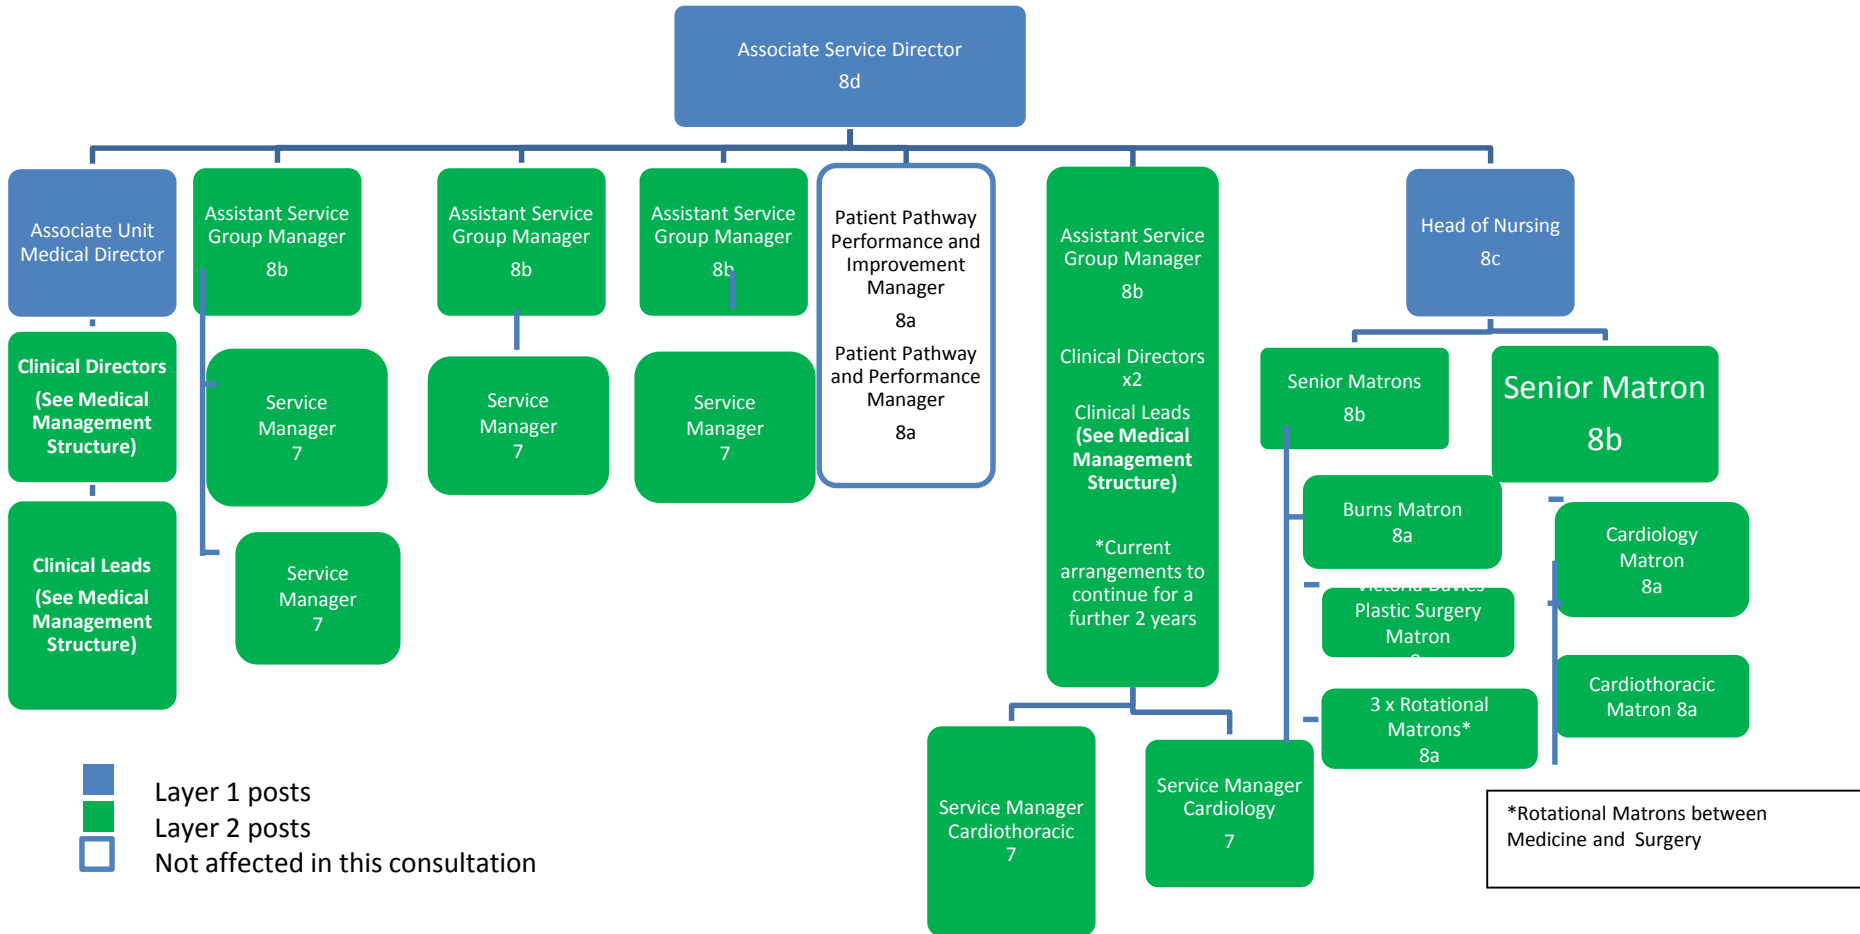 Associate Service Director
8d
Associate Unit
Medical Director
Clinical Directors
(See Medical
Management
Structure)
Clinical Leads
(See Medical
Management
Structure)
Assistant Service
Group Manager
8b
Service
Manager
7
Service
Manager
7
Assistant Service
Group Manager
8b
Service
Manager
7
Assistant Service
Group Manager
8b
Service
Manager
7
Patient Pathway
Performance and
Improvement
Manager
8a
Patient Pathway
and Performance
Manager
8a
Assistant Service
Group Manager
8b
Clinical Directors
x2
Clinical Leads
(See Medical
Management
Structure)
*Current
arrangements to
continue for a
further 2 years
Service Manager
Cardiothoracic
7
Service Manager
Cardiology
7
Head of Nursing
8c
Senior Matrons
8b
Burns Matron
8a
Victoria Davies
Plastic Surgery
Matron
3 x Rotational
Matrons*
8a
Senior Matron
8b
Cardiology
Matron
8a
Cardiothoracic
Matron 8a
Layer 1 posts
Layer 2 posts
Not affected in this consultation
*Rotational Matrons between
Medicine and Surgery